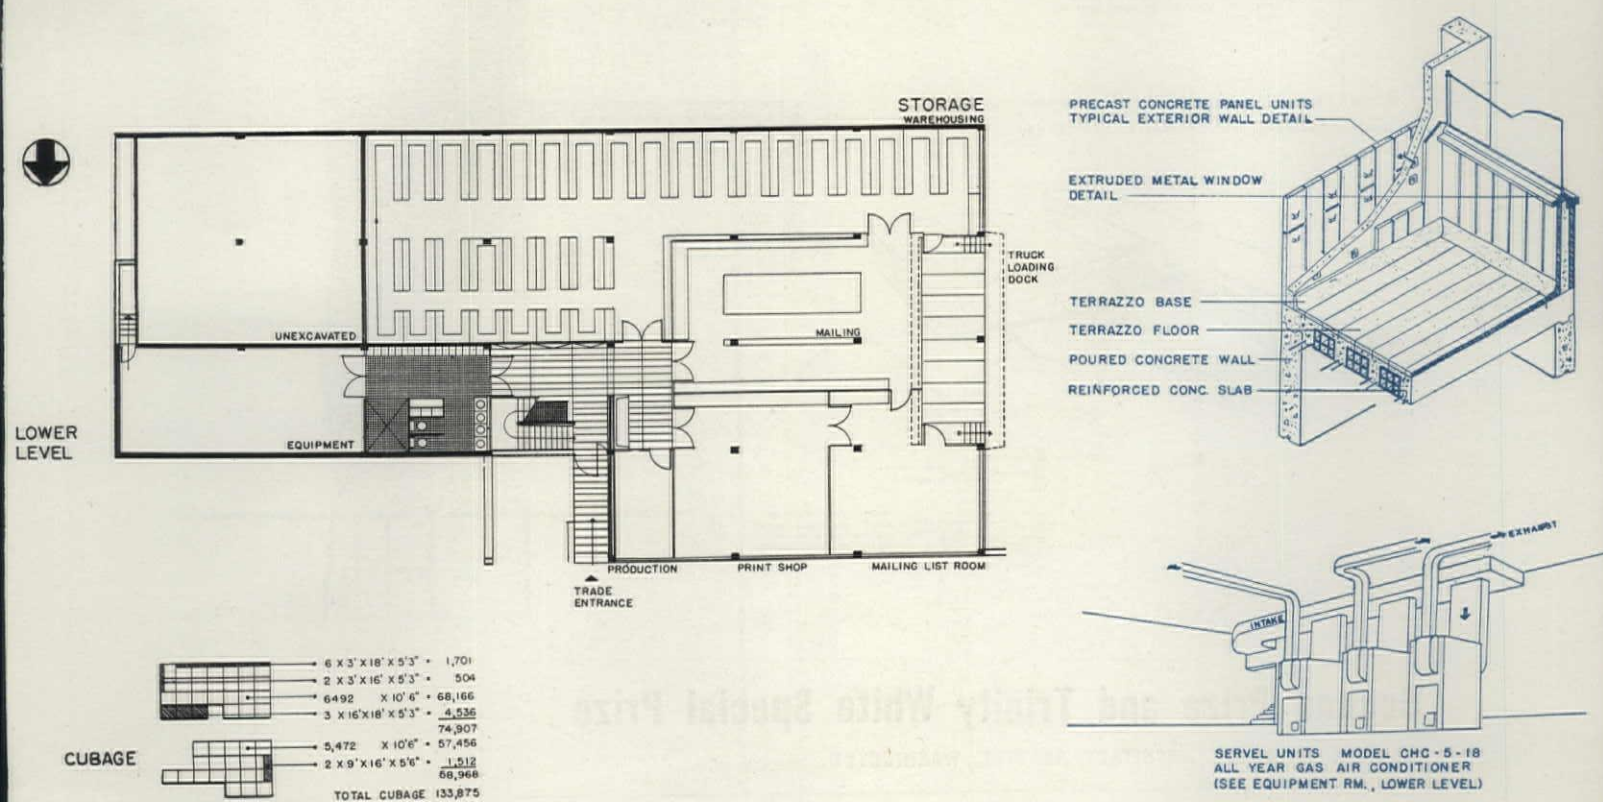 STORAGE
WAREHOUSING
TRUCK
LOADING
DOCK
MAILING
UNEXCAVATED
EQUIPMENT
LOWER
LEVEL
PRODUCTION
PRINT SHOP
MAILING LIST ROOM
TRADE
ENTRANCE
6 X 3' X 18' X 5'3" = 1,701
2 X 3' X 16' X 5'3" = 504
6492 X 10' 6" = 68,166
3 X 16' X 18' X 5'3" = 4,536
74,907
CUBAGE
5,472 X 10'6" = 57,456
2 X 9' X 16' X 5'6" = 1,512
58,968
TOTAL CUBAGE 133,875
PRECAST CONCRETE PANEL UNITS
TYPICAL EXTERIOR WALL DETAIL
EXTRUDED METAL WINDOW
DETAIL
TERRAZZO BASE
TERRAZZO FLOOR
POURED CONCRETE WALL
REINFORCED CONC. SLAB
EXHAUST
INTAKE
SERVEL UNITS MODEL CHC-5-18
ALL YEAR GAS AIR CONDITIONER
(SEE EQUIPMENT RM., LOWER LEVEL)
Prize and Trinity White Special Prize